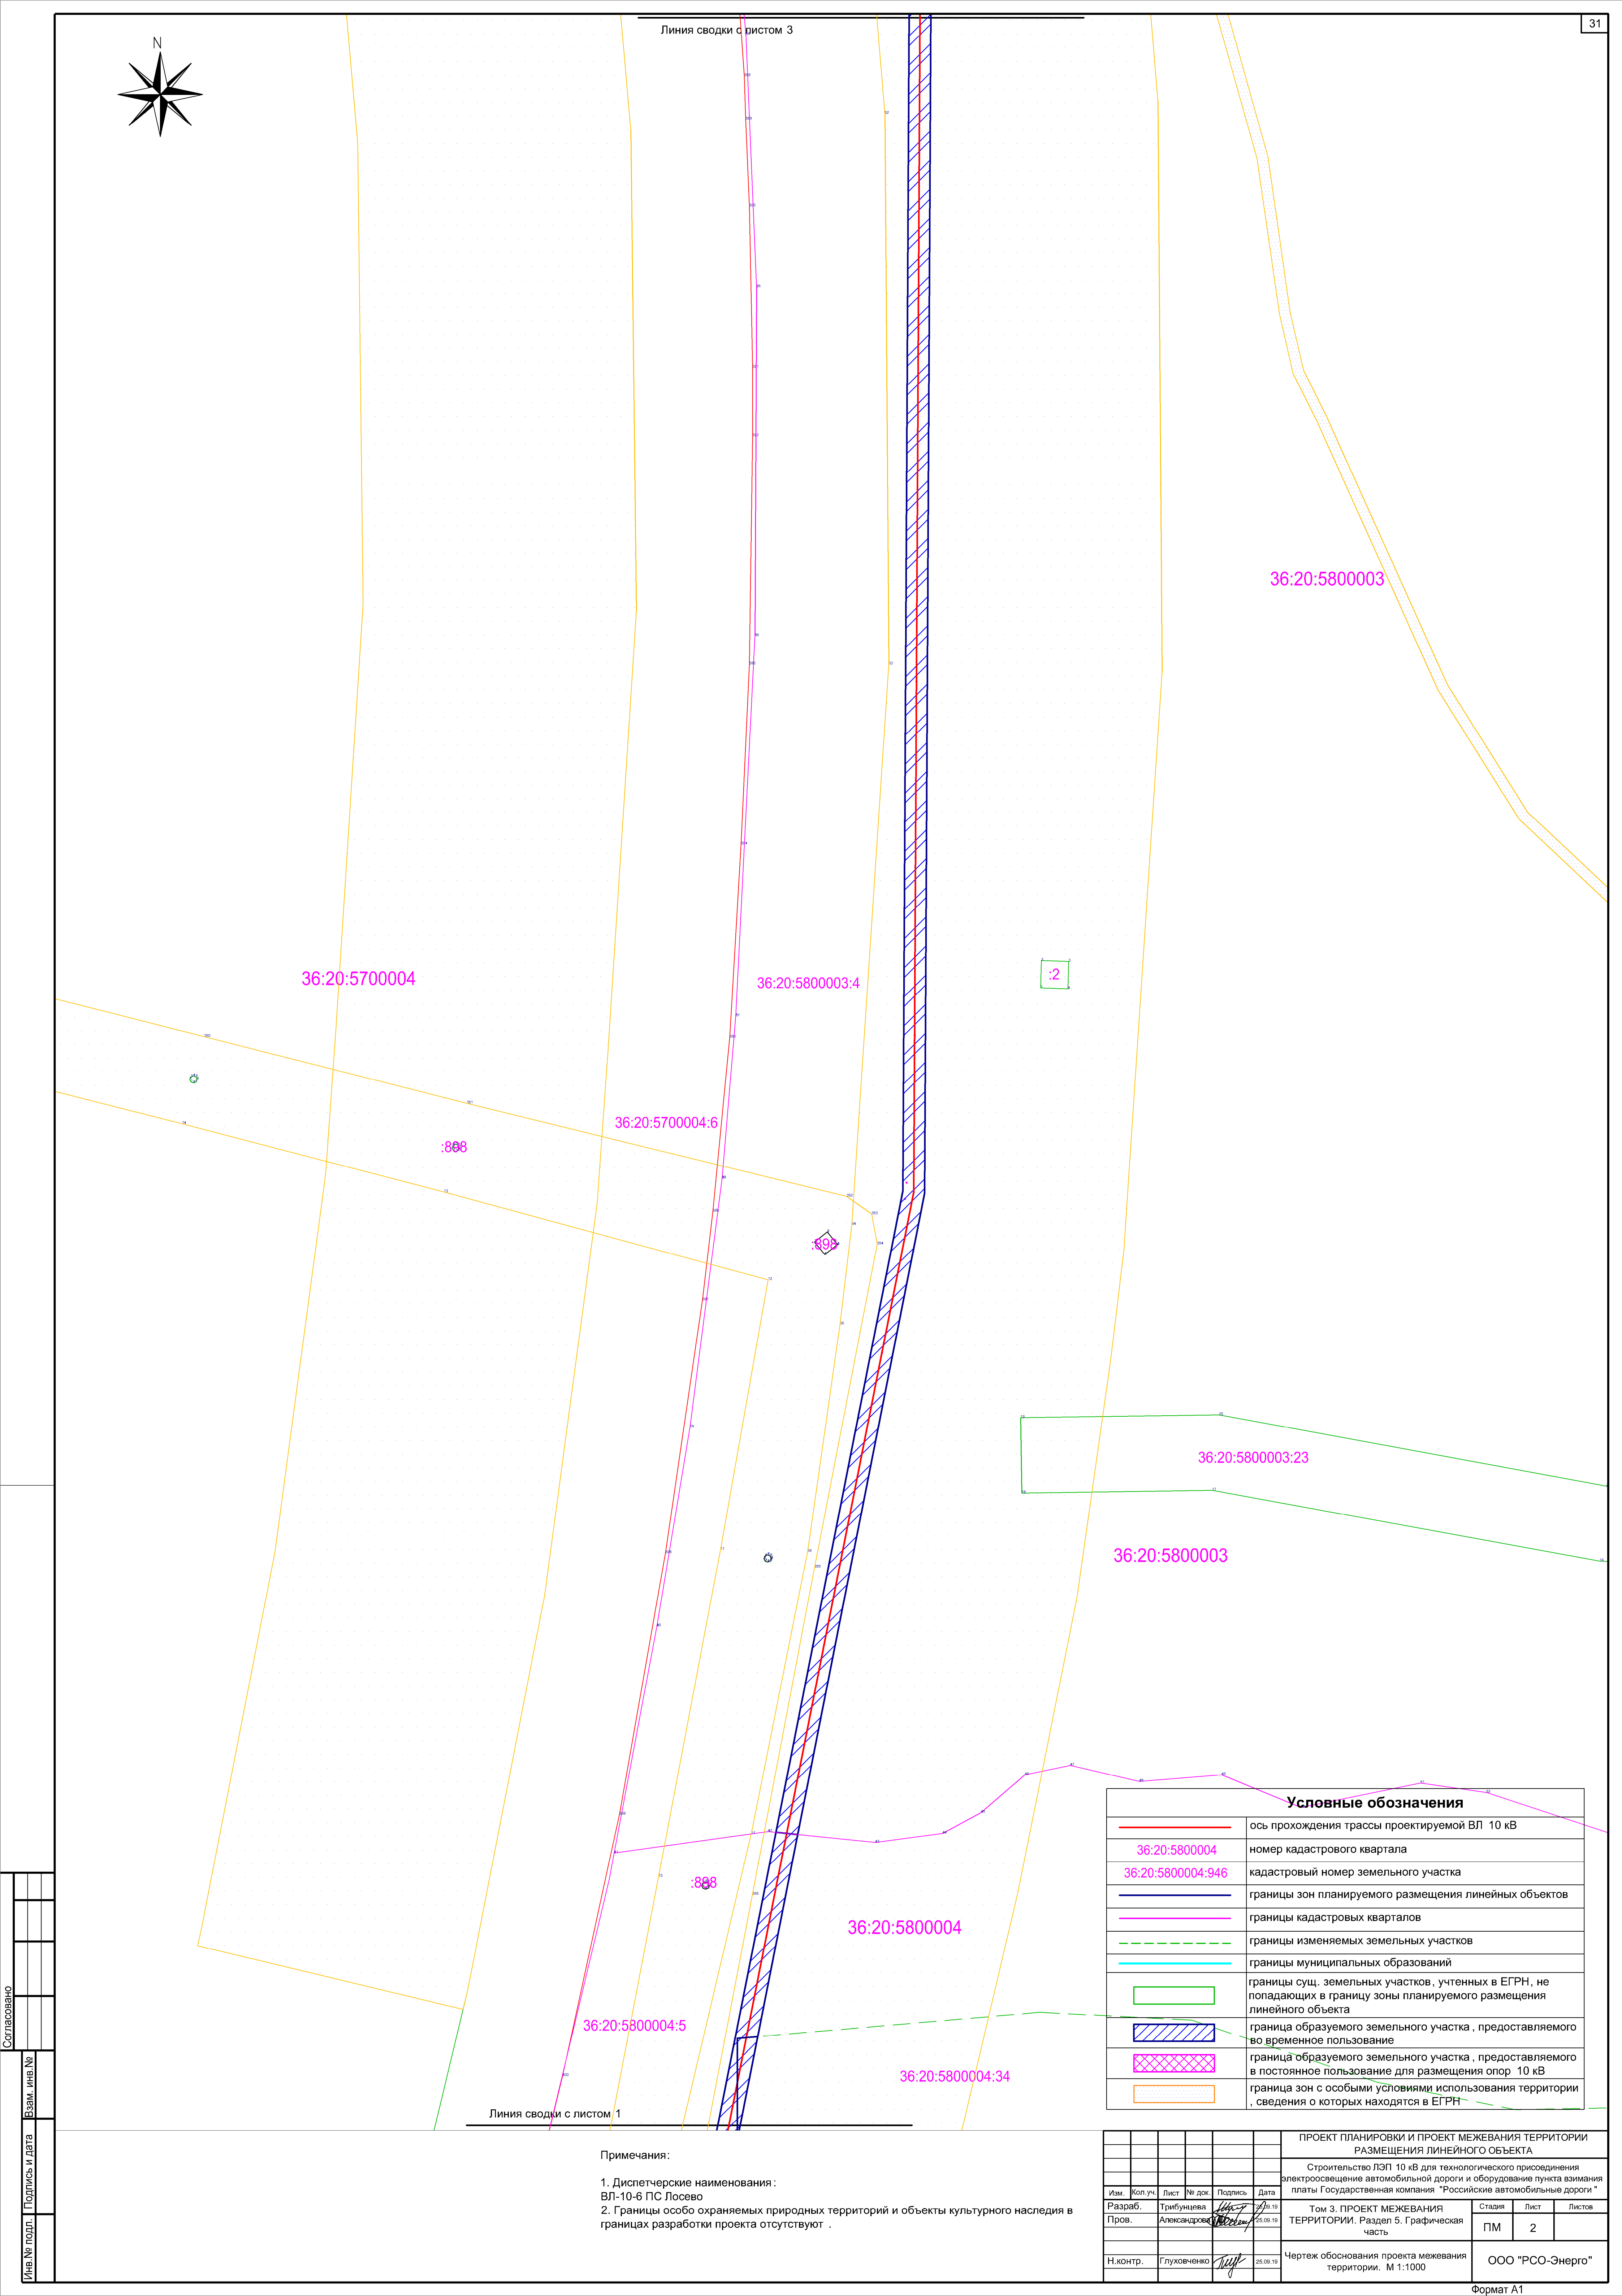 31
Линия сводки с листом 3
N
36:20:5800003
36:20:5700004
36:20:5800003:4
:2
36:20:5700004:6
:898
:898
36:20:5800003:23
36:20:5800003
:898
36:20:5800004
36:20:5800004:5
36:20:5800004:34
Линия сводки с листом 1
Условные обозначения
ось прохождения трассы проектируемой ВЛ 10 кВ
36:20:5800004
номер кадастрового квартала
36:20:5800004:946
кадастровый номер земельного участка
границы зон планируемого размещения линейных объектов
границы кадастровых кварталов
границы изменяемых земельных участков
границы муниципальных образований
границы сущ. земельных участков, учтенных в ЕГРН, не
попадающих в границу зоны планируемого размещения
линейного объекта
граница образуемого земельного участка, предоставляемого
во временное пользование
граница образуемого земельного участка, предоставляемого
в постоянное пользование для размещения опор 10 кВ
граница зон с особыми условиями использования территории
, сведения о которых находятся в ЕГРН
Примечания:
1. Диспетчерские наименования:
ВЛ-10-6 ПС Лосево
2. Границы особо охраняемых природных территорий и объекты культурного наследия в
границах разработки проекта отсутствуют .
Согласовано
Взам. инв.№
Подпись и дата
Инв.№ подл.
ПРОЕКТ ПЛАНИРОВКИ И ПРОЕКТ МЕЖЕВАНИЯ ТЕРРИТОРИИ
РАЗМЕЩЕНИЯ ЛИНЕЙНОГО ОБЪЕКТА
Строительство ЛЭП 10 кВ для технологического присоединения
электроосвещение автомобильной дороги и оборудование пункта взимания
платы Государственная компания "Российские автомобильные дороги"
Изм. Кол.уч. Лист № док. Подпись Дата
Разраб. Трибунцева 25.09.19
Пров. Александрова 25.09.19
Н.контр. Глуховченко 25.09.19
Том 3. ПРОЕКТ МЕЖЕВАНИЯ
ТЕРРИТОРИИ. Раздел 5. Графическая
часть
Стадия Лист Листов
ПМ 2
Чертеж обоснования проекта межевания
территории. М 1:1000
ООО "РСО-Энерго"
Формат А1